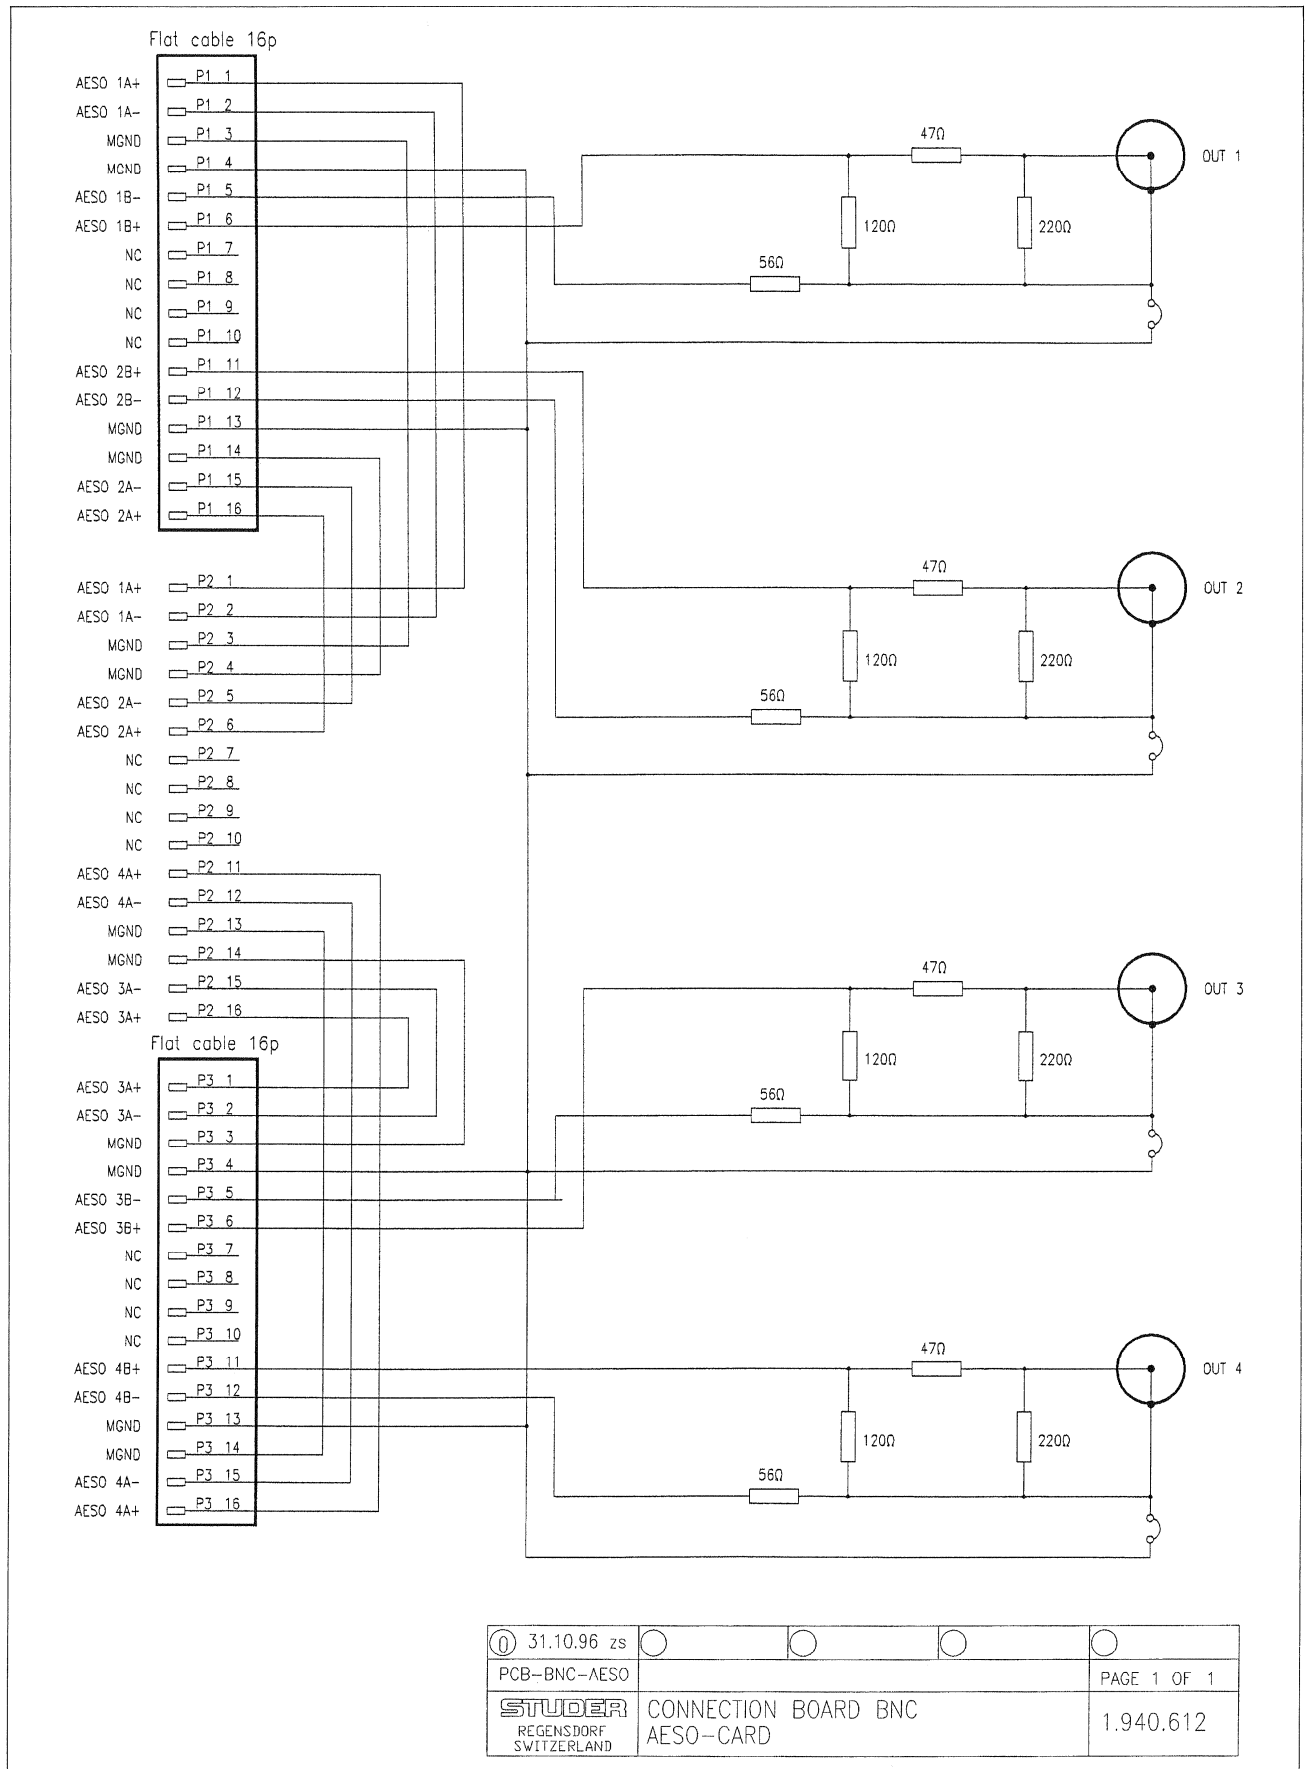 Flat cable 16p
AESO 1A+ P1 1
AESO 1A- P1 2
MGND P1 3
MGND P1 4
AESO 1B- P1 5
AESO 1B+ P1 6
NC P1 7
NC P1 8
NC P1 9
NC P1 10
AESO 2B+ P1 11
AESO 2B- P1 12
MGND P1 13
MGND P1 14
AESO 2A- P1 15
AESO 2A+ P1 16
47Ω
OUT 1
120Ω
220Ω
56Ω
AESO 1A+ P2 1
AESO 1A- P2 2
MGND P2 3
MGND P2 4
AESO 2A- P2 5
AESO 2A+ P2 6
NC P2 7
NC P2 8
NC P2 9
NC P2 10
AESO 4A+ P2 11
AESO 4A- P2 12
MGND P2 13
MGND P2 14
AESO 3A- P2 15
AESO 3A+ P2 16
47Ω
OUT 2
120Ω
220Ω
56Ω
Flat cable 16p
AESO 3A+ P3 1
AESO 3A- P3 2
MGND P3 3
MGND P3 4
AESO 3B- P3 5
AESO 3B+ P3 6
NC P3 7
NC P3 8
NC P3 9
NC P3 10
AESO 4B+ P3 11
AESO 4B- P3 12
MGND P3 13
MGND P3 14
AESO 4A- P3 15
AESO 4A+ P3 16
47Ω
OUT 3
120Ω
220Ω
56Ω
47Ω
OUT 4
120Ω
220Ω
56Ω
0 31.10.96 zs
PCB-BNC-AESO
PAGE 1 OF 1
STUDER
REGENSDORF
SWITZERLAND
CONNECTION BOARD BNC
AESO-CARD
1.940.612